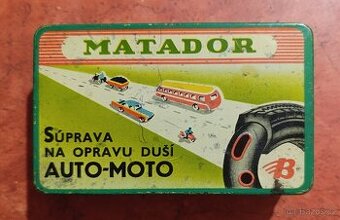 MATADOR
SÚPRAVA
NA OPRAVU DUŠÍ
AUTO-MOTO
B